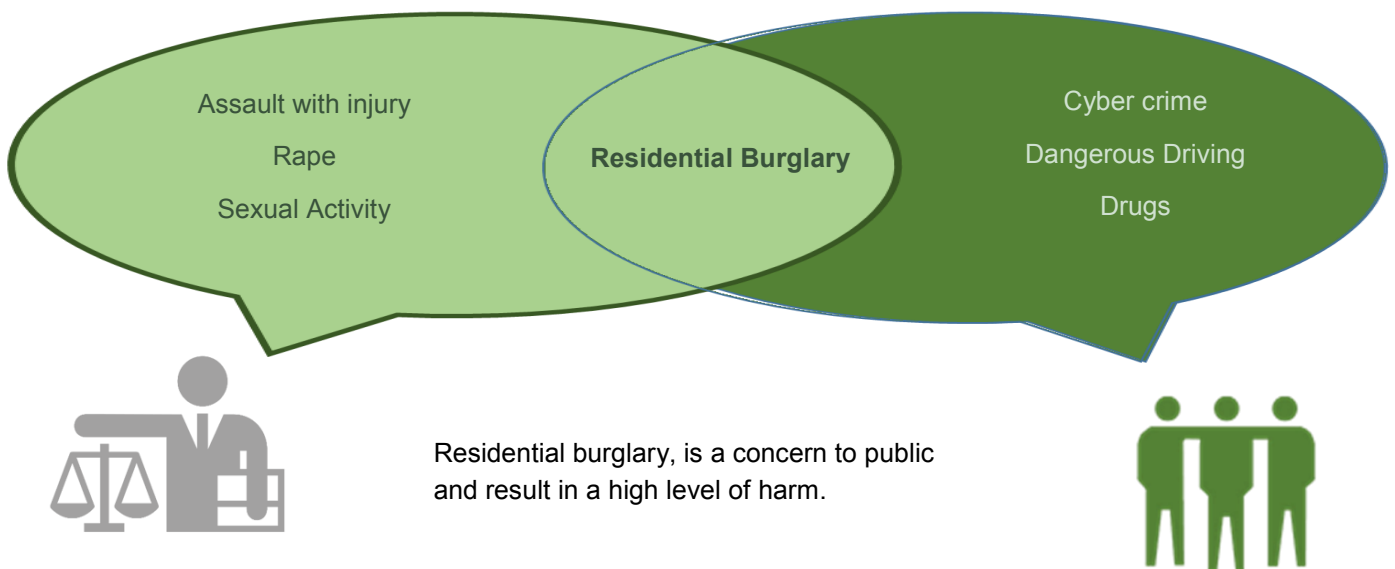 Assault with injury
Rape
Sexual Activity
Residential Burglary
Cyber crime
Dangerous Driving
Drugs
Residential burglary, is a concern to public
and result in a high level of harm.